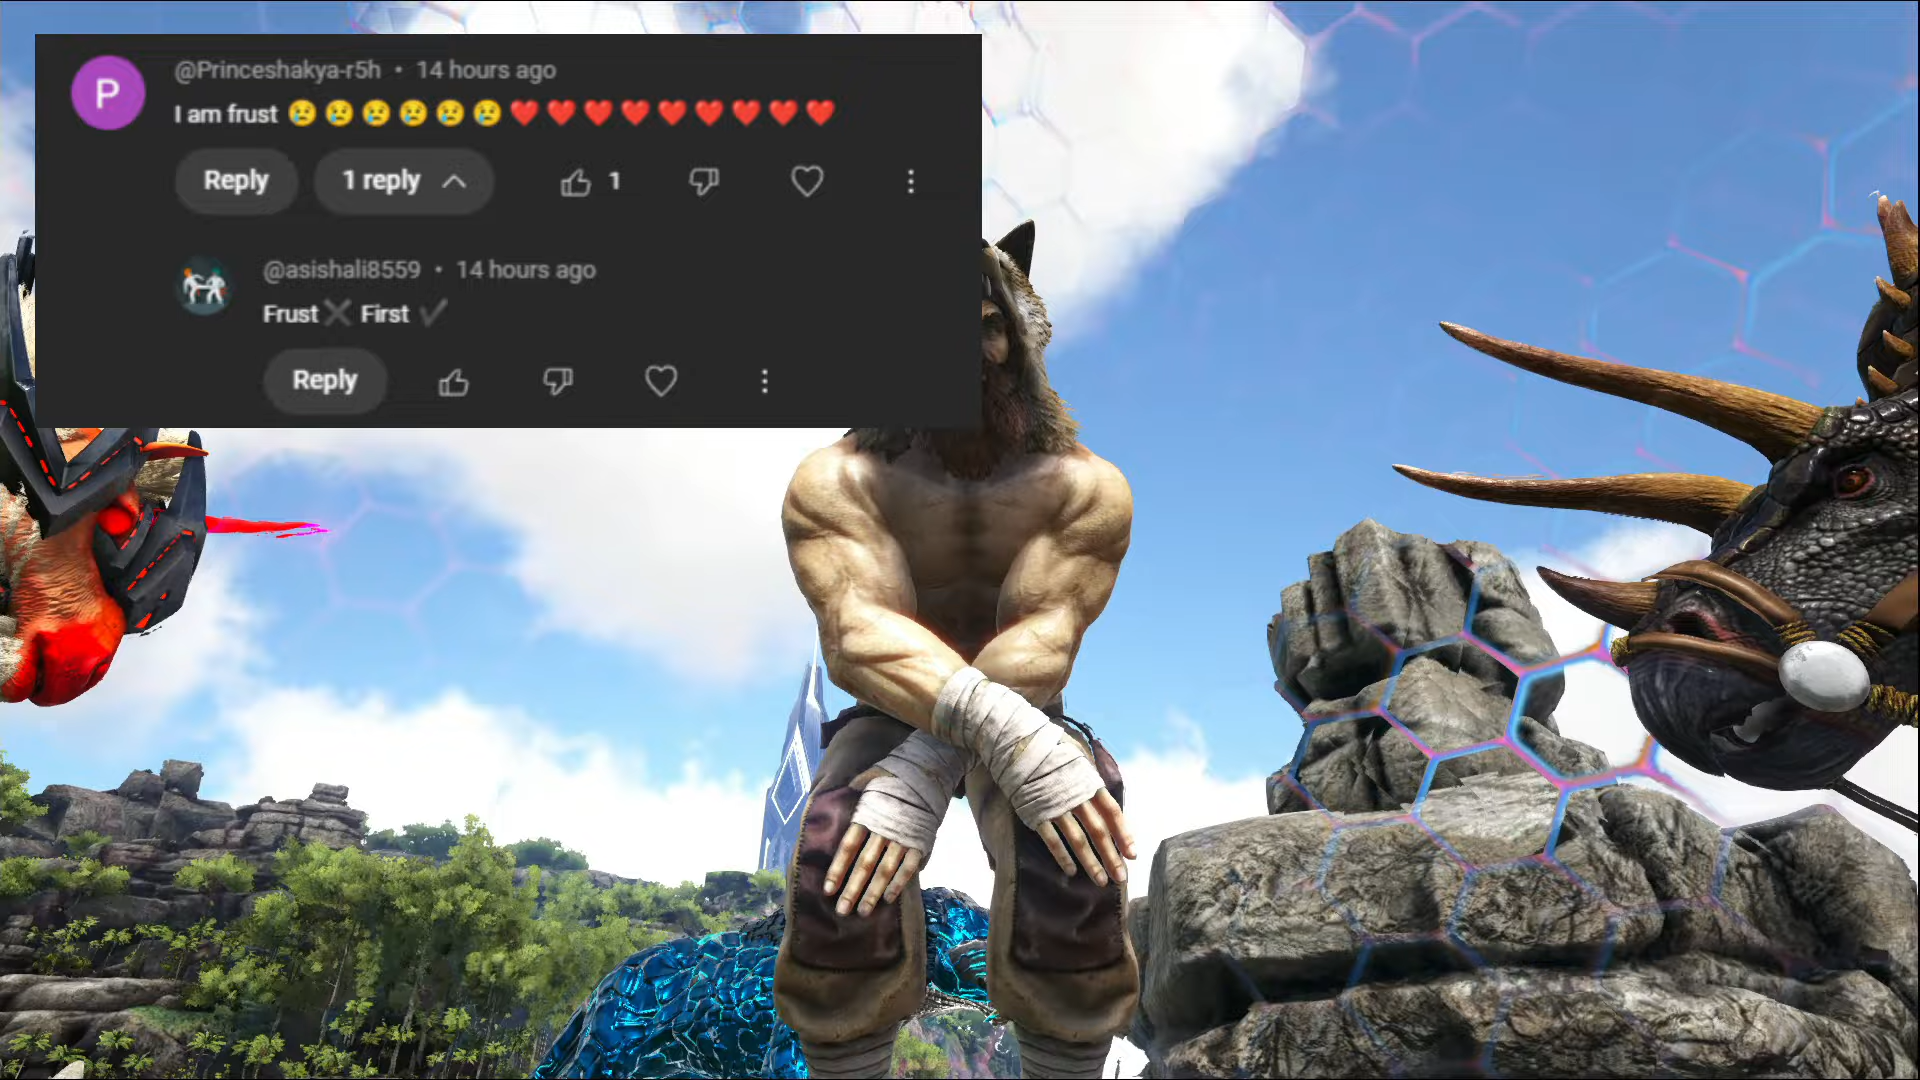 P
@Princeshakya-r5h • 14 hours ago
I am frust 😢😢😢😢😢😢❤️❤️❤️❤️❤️❤️❤️❤️❤️
Reply 1 reply 1
@asishali8559 • 14 hours ago
Frust ❌ First ✔
Reply